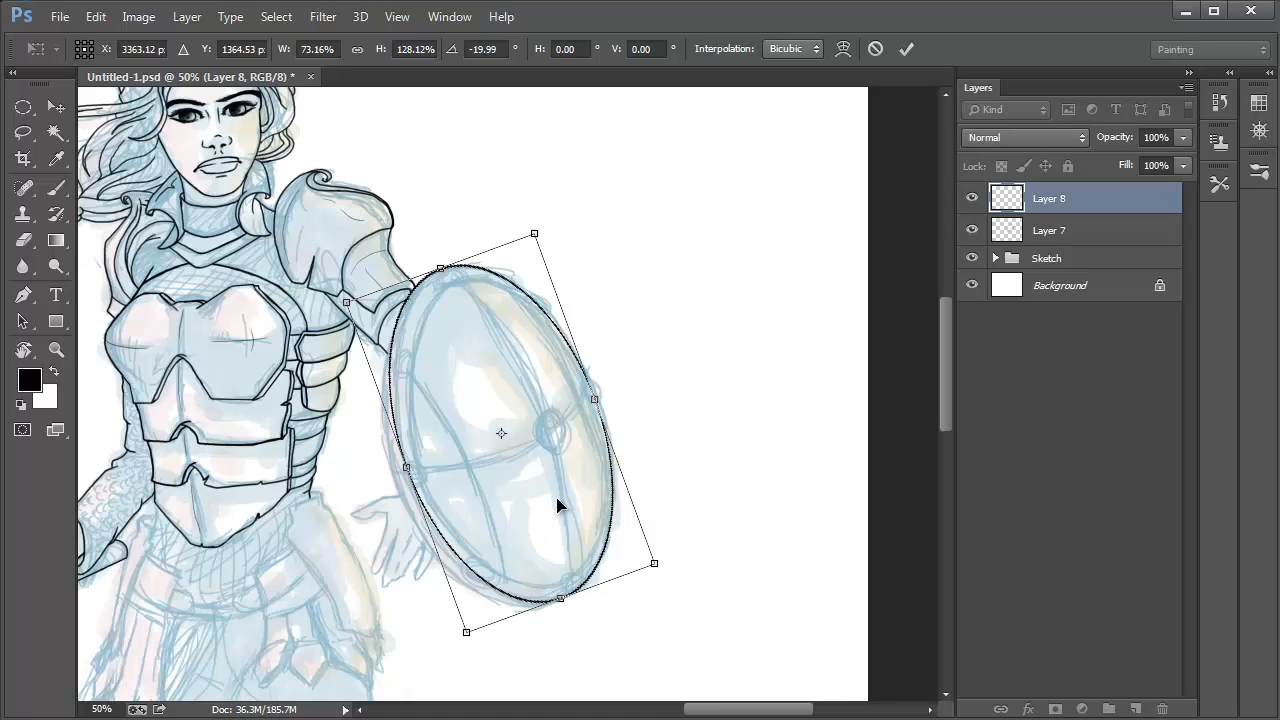 Ps File Edit Image Layer Type Select Filter 3D View Window Help
X: 3363.12 p: Y: 1364.53 p: W: 73.16% H: 128.12% -19.99 ° H: 0.00 ° V: 0.00 ° Interpolation: Bicubic Painting
Untitled-1.psd @ 50% (Layer 8, RGB/8) * ×
Layers
Kind
Normal Opacity: 100%
Lock: Fill: 100%
Layer 8
Layer 7
Sketch
Background
50% Doc: 36.3M/185.7M